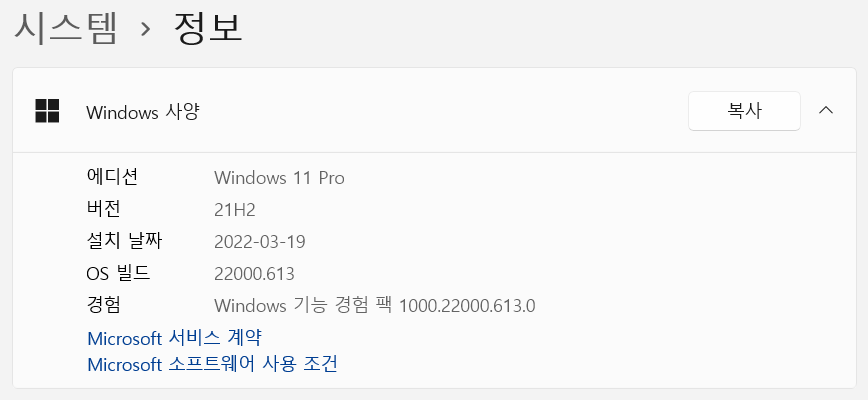 시스템 > 정보
Windows 사양 복사
에디션 Windows 11 Pro
버전 21H2
설치 날짜 2022-03-19
OS 빌드 22000.613
경험 Windows 기능 경험 팩 1000.22000.613.0
Microsoft 서비스 계약
Microsoft 소프트웨어 사용 조건